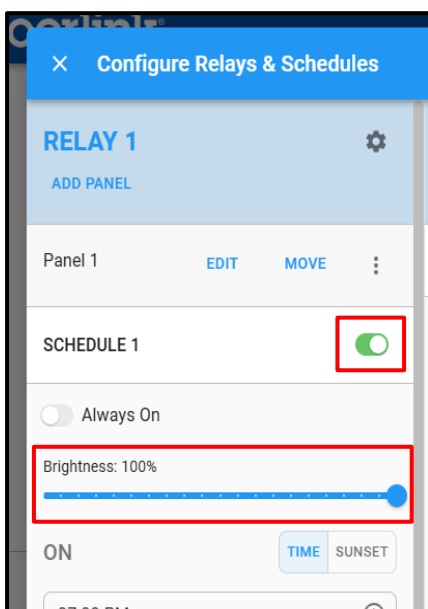 Configure Relays & Schedules
RELAY 1
ADD PANEL
Panel 1 EDIT MOVE
SCHEDULE 1
Always On
Brightness: 100%
ON TIME SUNSET